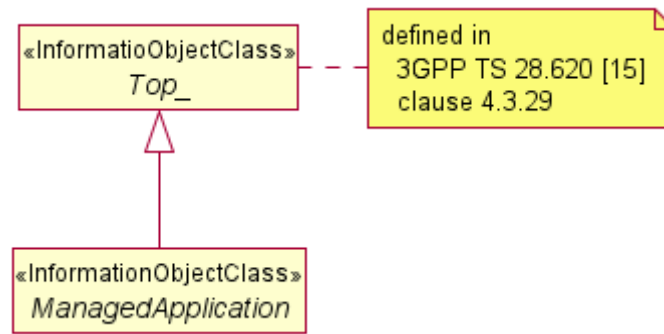 «InformatioObjectClass»
Top_
defined in
3GPP TS 28.620 [15]
clause 4.3.29
«InformationObjectClass»
ManagedApplication